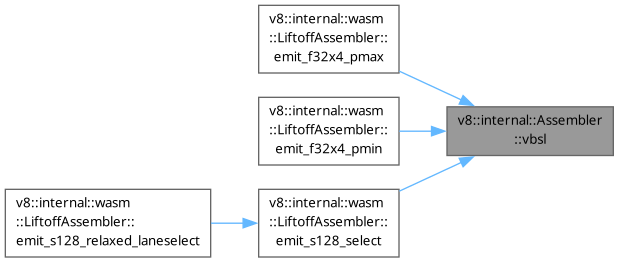 v8::internal::wasm
::LiftoffAssembler::
emit_f32x4_pmax
v8::internal::wasm
::LiftoffAssembler::
emit_f32x4_pmin
v8::internal::Assembler
::vbsl
v8::internal::wasm
::LiftoffAssembler::
emit_s128_relaxed_laneselect
v8::internal::wasm
::LiftoffAssembler::
emit_s128_select